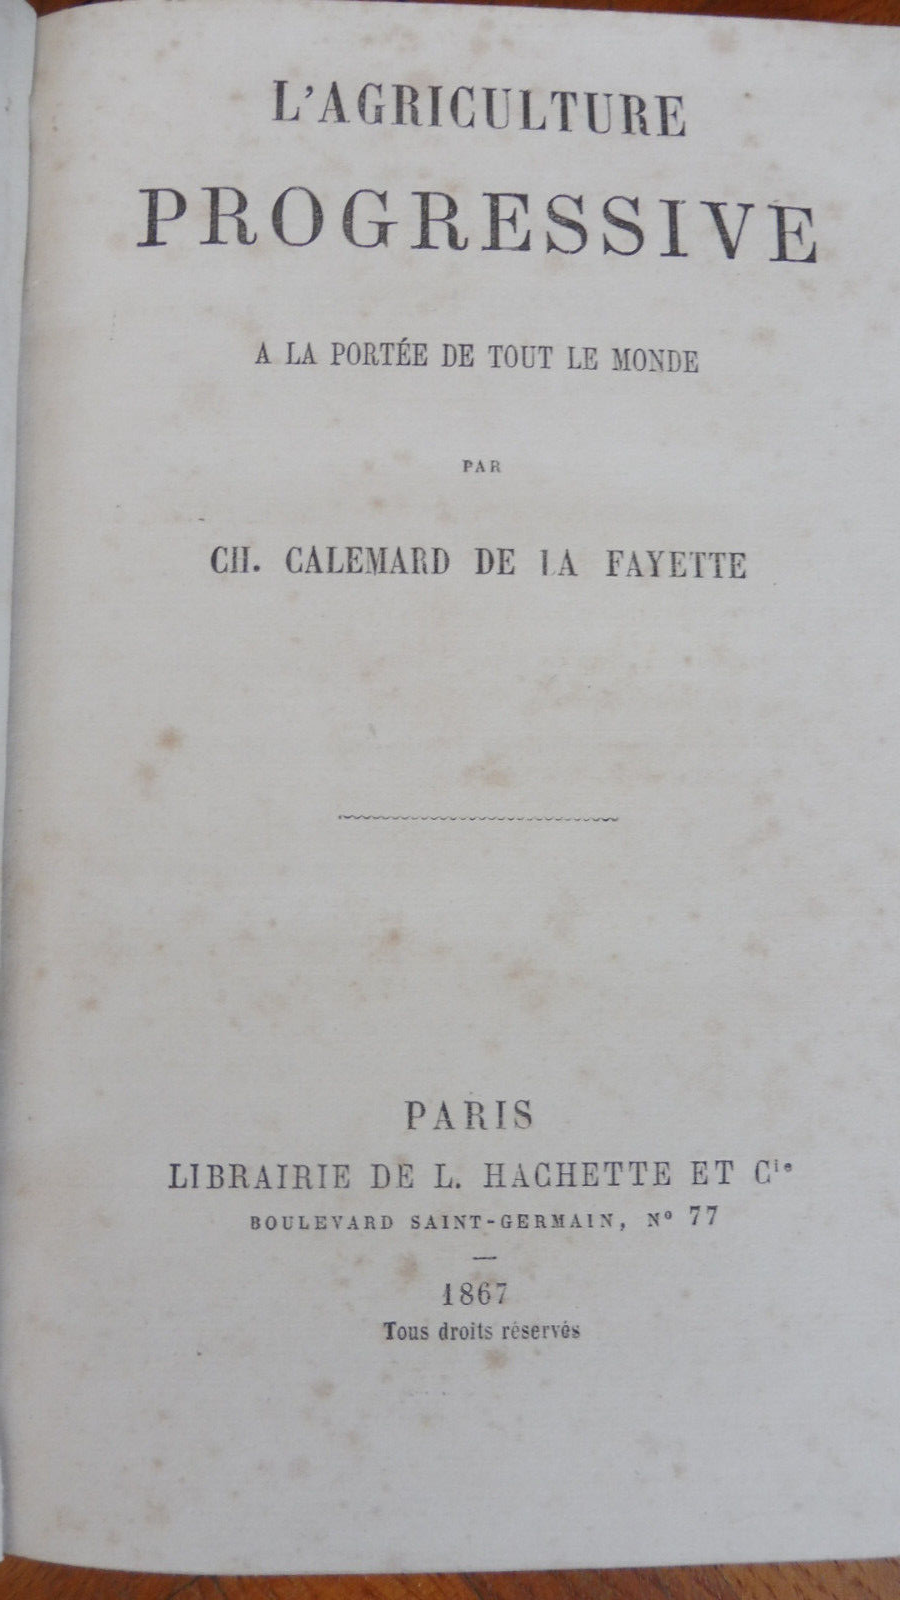 L'AGRICULTURE
PROGRESSIVE
A LA PORTÉE DE TOUT LE MONDE
PAR
CH. CALEMARD DE LA FAYETTE
PARIS
LIBRAIRIE DE L. HACHETTE ET Cie
BOULEVARD SAINT-GERMAIN, Nº 77
1867
Tous droits réservés